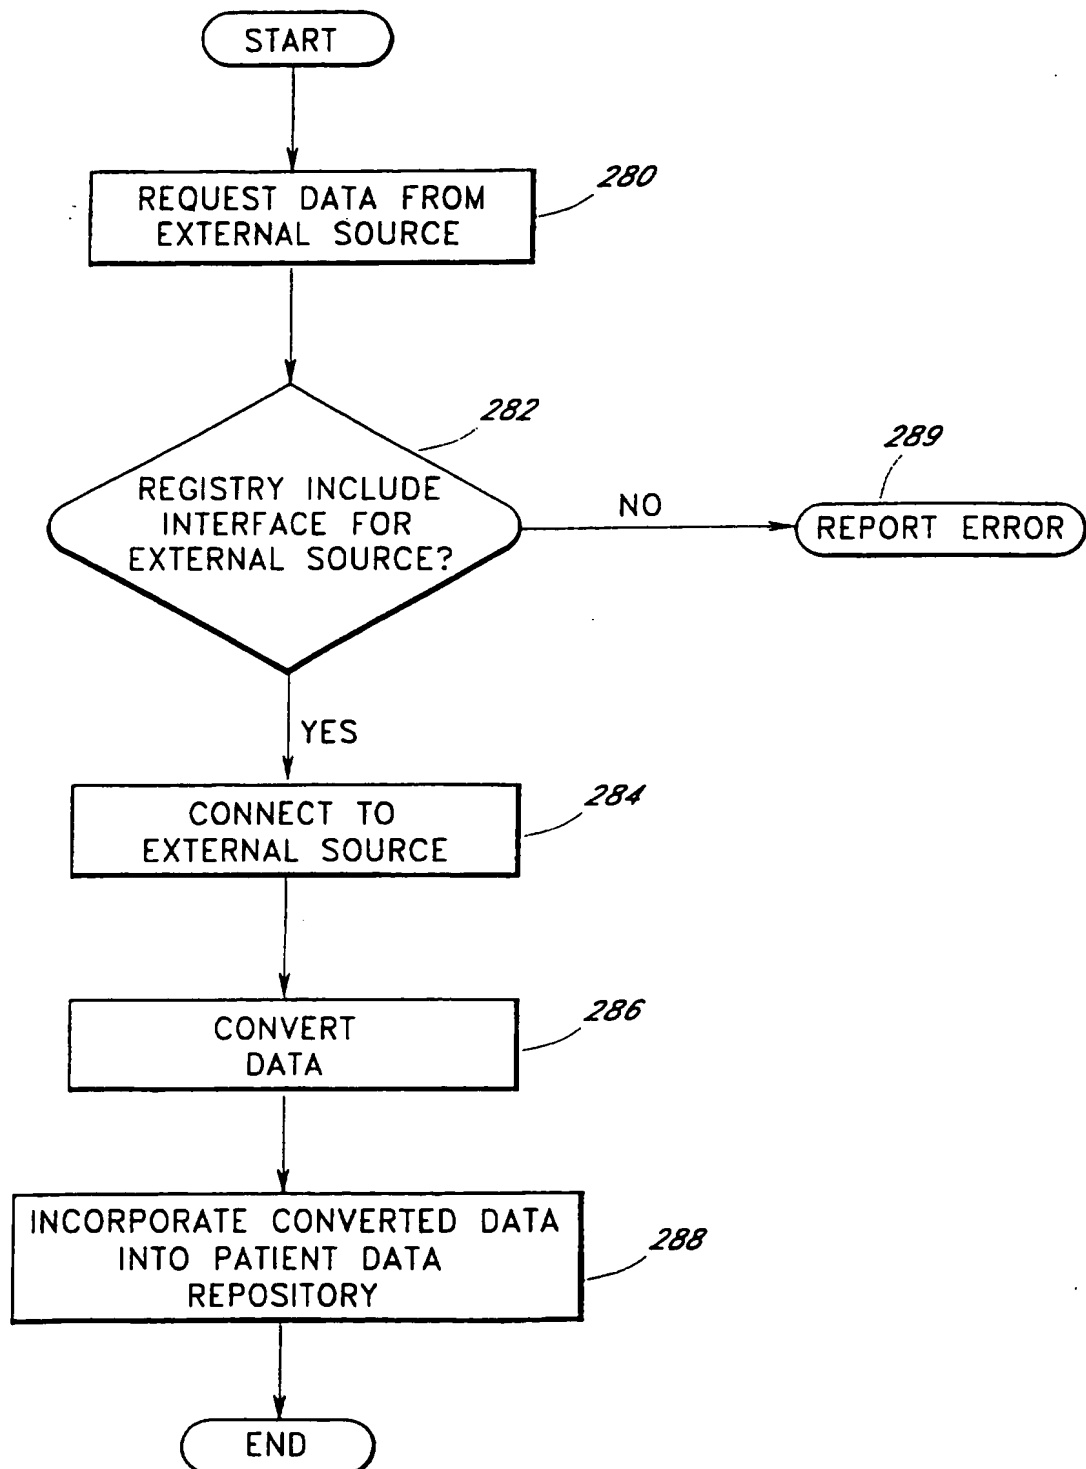 START
280
REQUEST DATA FROM
EXTERNAL SOURCE
282
REGISTRY INCLUDE
INTERFACE FOR
EXTERNAL SOURCE?
NO
289
REPORT ERROR
YES
284
CONNECT TO
EXTERNAL SOURCE
286
CONVERT
DATA
INCORPORATE CONVERTED DATA
INTO PATIENT DATA
REPOSITORY
288
END